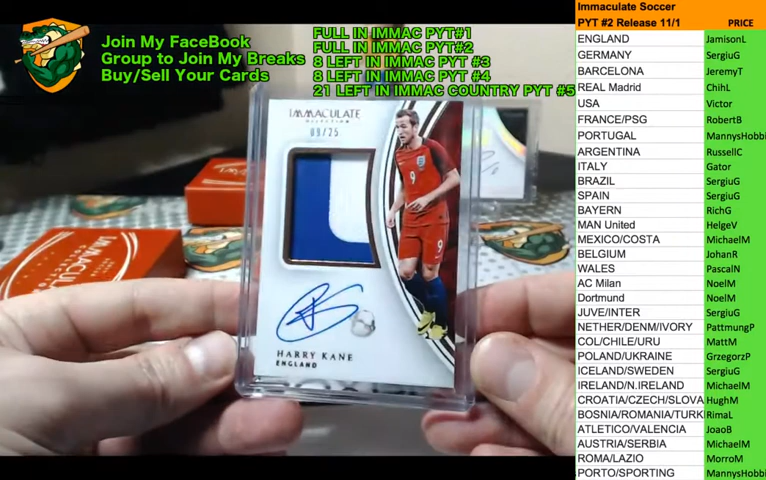 Join My FaceBook
Group to Join My Breaks
Buy/Sell Your Cards
FULL IN IMMAC PYT#1
FULL IN IMMAC PYT#2
8 LEFT IN IMMAC PYT #3
8 LEFT IN IMMAC PYT #4
21 LEFT IN IMMAC COUNTRY PYT #5
IMMACULATE
COLLECTION
09/25
9
9
HARRY KANE
ENGLAND
IMMACULATE
Immaculate Soccer
PYT #2 Release 11/1 PRICE
ENGLAND JamisonL
GERMANY SergiuG
BARCELONA JeremyT
REAL Madrid ChihL
USA Victor
FRANCE/PSG RobertB
PORTUGAL MannysHobbi
ARGENTINA RussellC
ITALY Gator
BRAZIL SergiuG
SPAIN SergiuG
BAYERN RichG
MAN United HelgeV
MEXICO/COSTA MichaelM
BELGIUM JohanR
WALES PascalN
AC Milan NoelM
Dortmund NoelM
JUVE/INTER SergiuG
NETHER/DENM/IVORY PattmungP
COL/CHILE/URU MattM
POLAND/UKRAINE GrzegorzP
ICELAND/SWEDEN SergiuG
IRELAND/N.IRELAND MichaelM
CROATIA/CZECH/SLOVA HughM
BOSNIA/ROMANIA/TURKI RimaL
ATLETICO/VALENCIA JoaoB
AUSTRIA/SERBIA MichaelM
ROMA/LAZIO MorroM
PORTO/SPORTING MannysHobbi